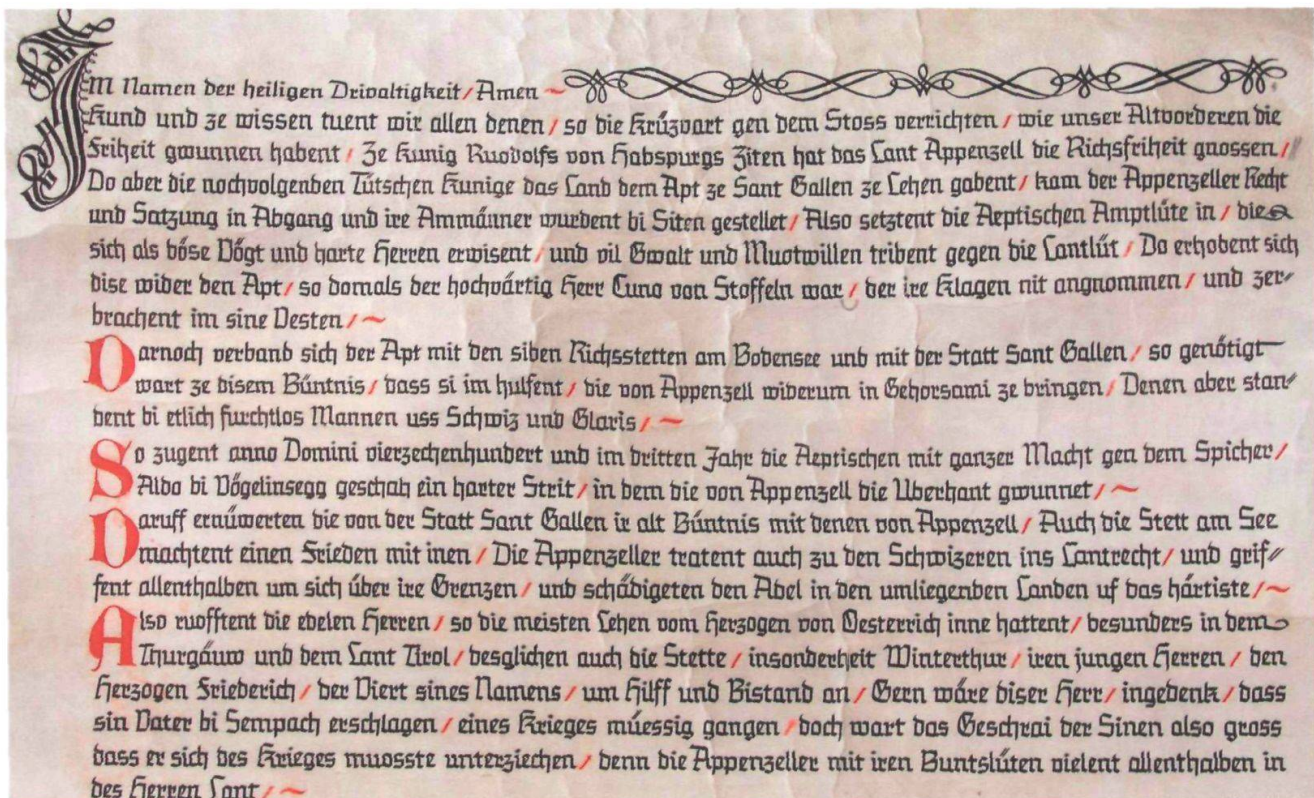 IM Namen der heiligen Drivaltigkeit / Amen ~
Kund und ze wissen tuent wir allen denen / so die Krüzvart gen dem Stoss verrichten / wie unser Altvorderen die
Friheit gwunnen habent / Ze Kunig Ruodolfs von Habspurgs Ziten hat das Lant Appenzell die Richsfriheit gnossen /
Do aber die nochvolgenden Tütschen Kunige das Land dem Apt ze Sant Gallen ze Lehen gabent / kam der Appenzeller Recht
und Satzung in Abgang und ire Ammänner wurdent bi Siten gestellet / Also setztent die Aeptischen Amptlüte in / die
sich als böse Vögt und harte Herren erwisent / und vil Gwalt und Muotwillen tribent gegen die Lantlüt / Do erhobent sich
dise wider den Apt / so domals der hochvärtig Herr Cuno von Stoffeln war / der ire Klagen nit angnommen / und zer-
brachent im sine Vesten / ~
Darnoch verband sich der Apt mit den siben Richsstetten am Bodensee und mit der Statt Sant Gallen / so genötigt
wart ze disem Büntnis / dass si im hulfent / die von Appenzell widerum in Gehorsami ze bringen / Denen aber stan-
dent bi etlich furchtlos Mannen uss Schwiz und Glaris / ~
So zugent anno Domini vierzechenhundert und im dritten Jahr die Aeptischen mit ganzer Macht gen dem Spicher /
Aldo bi Vögelinsegg geschah ein harter Strit / in dem die von Appenzell die Uberhant gwunnet / ~
Daruff ernüwerten die von der Statt Sant Gallen ir alt Büntnis mit denen von Appenzell / Auch die Stett am See
machtent einen Frieden mit inen / Die Appenzeller tratent auch zu den Schwizeren ins Lantrecht / und grif-
fent allenthalben um sich über ire Grenzen / und schädigeten den Adel in den umliegenden Landen uf das härtiste / ~
Also ruofftent die edelen Herren / so die meisten Lehen vom Herzogen von Oesterrich inne hattent / besunders in dem
Thurgäuw und dem Lant Tirol / desglichen auch die Stette / insonderheit Winterthur / iren jungen Herren / den
Herzogen Friederich / der Viert sines Namens / um Hilff und Bistand an / Gern wäre diser Herr / ingedenk / dass
sin Vater bi Sempach erschlagen / eines Krieges müessig gangen / doch wart das Geschrai der Sinen also gross
dass er sich des Krieges muosste unterziechen / denn die Appenzeller mit iren Buntslüten vielent allenthalben in
des Herren Lant / ~